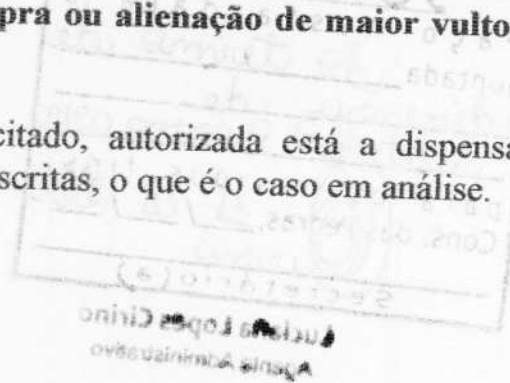 pra ou alienação de maior vulto
citado, autorizada está a dispensa
scritas, o que é o caso em análise.
Secretário(a)
Luciana Lopes Cirino
Agente Administrativo